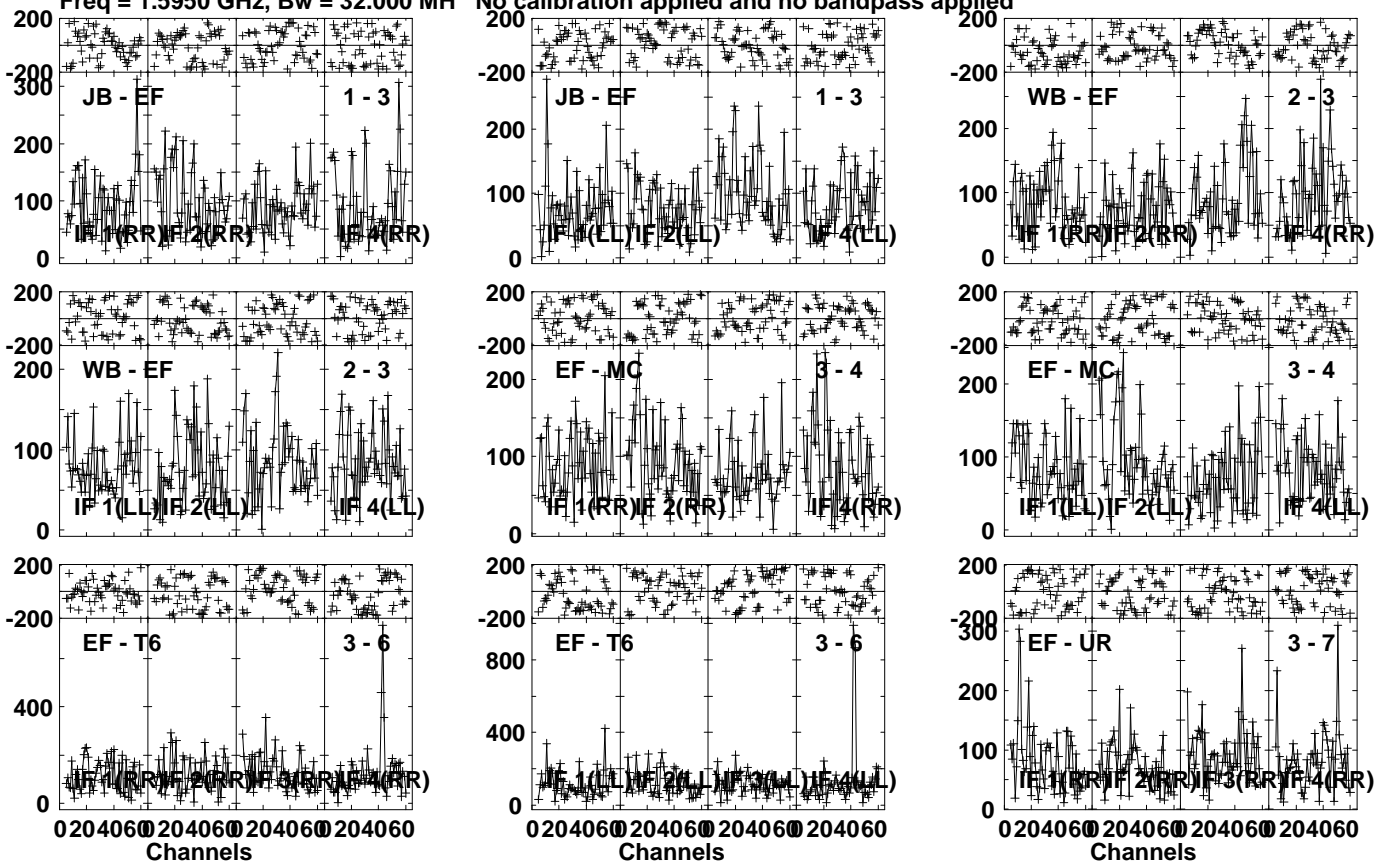 Freq = 1.5950 GHz, Bw = 32.000 MH   No calibration applied and no bandpass applied
200 200 200
-200 -200 -200
300
JB - EF 1 - 3 JB - EF 1 - 3 WB - EF 2 - 3
200 200 200
100 100 100
IF 1(RR) IF 2(RR) IF 4(RR) IF 1(LL) IF 2(LL) IF 4(LL) IF 1(RR) IF 2(RR) IF 4(RR)
0 0 0
200 200 200
-200 -200 -200
WB - EF 2 - 3 EF - MC 3 - 4 EF - MC 3 - 4
200 200 200
100 100 100
IF 1(LL) IF 2(LL) IF 4(LL) IF 1(RR) IF 2(RR) IF 4(RR) IF 1(LL) IF 2(LL) IF 4(LL)
0 0 0
200 200 200
-200 -200 -200
EF - T6 3 - 6 EF - T6 3 - 6 EF - UR 3 - 7
300
800
400 400 200
100
IF 1(RR) IF 2(RR) IF 3(RR) IF 4(RR) IF 1(LL) IF 2(LL) IF 3(LL) IF 4(LL) IF 1(RR) IF 2(RR) IF 3(RR) IF 4(RR)
0 0 0
0 20 40 60 0 20 40 60 0 20 40 60 0 20 40 60 0 20 40 60 0 20 40 60 0 20 40 60 0 20 40 60 0 20 40 60 0 20 40 60 0 20 40 60 0 20 40 60
Channels Channels Channels